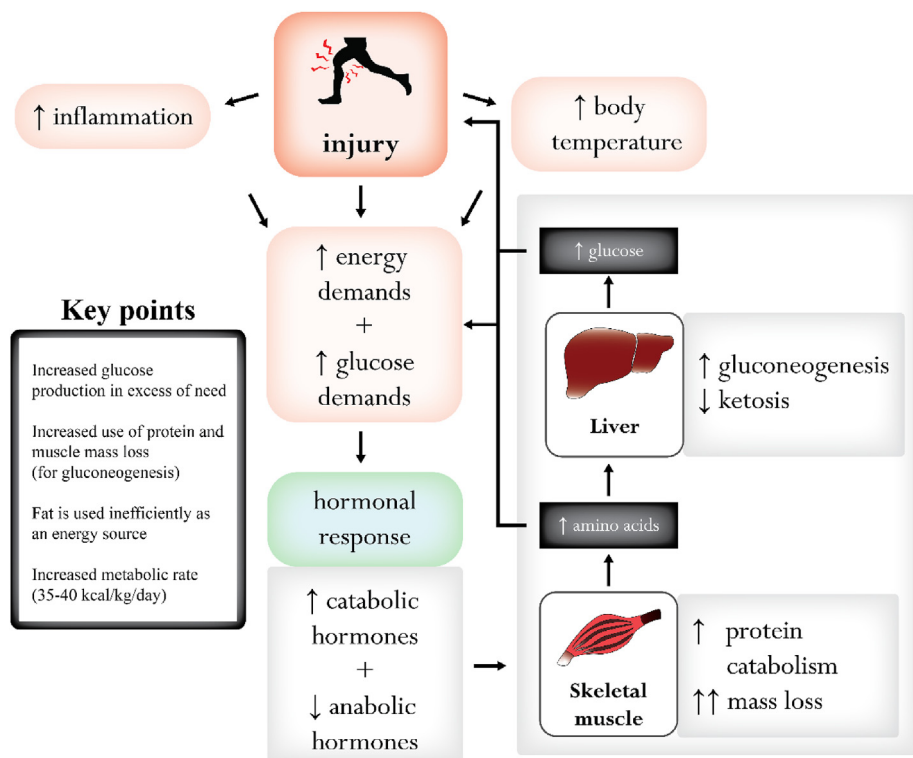 injury
↑ inflammation
↑ body
temperature
↑ energy
demands
+
↑ glucose
demands
Key points
Increased glucose
production in excess of need
Increased use of protein and
muscle mass loss
(for gluconeogenesis)
Fat is used inefficiently as
an energy source
Increased metabolic rate
(35-40 kcal/kg/day)
hormonal
response
↑ catabolic
hormones
+
↓ anabolic
hormones
↑ glucose
Liver
↑ gluconeogenesis
↓ ketosis
↑ amino acids
Skeletal
muscle
↑ protein
catabolism
↑↑ mass loss